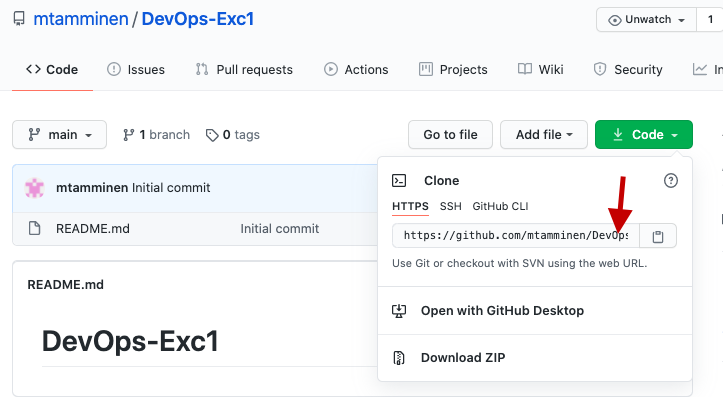 mtamminen / DevOps-Exc1
Unwatch
1
Code
Issues
Pull requests
Actions
Projects
Wiki
Security
In
main
1 branch
0 tags
Go to file
Add file
Code
mtamminen Initial commit
README.md
Initial commit
README.md
DevOps-Exc1
Clone
?
HTTPS
SSH
GitHub CLI
https://github.com/mtamminen/DevOps
Use Git or checkout with SVN using the web URL.
Open with GitHub Desktop
Download ZIP